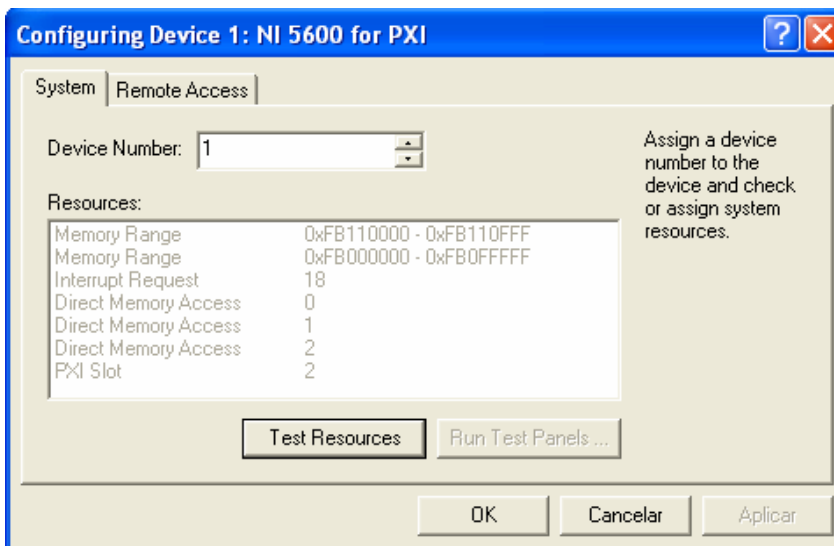 Configuring Device 1: NI 5600 for PXI
System Remote Access
Device Number: 1
Assign a device
number to the
device and check
or assign system
resources.
Resources:
Memory Range 0xFB110000 - 0xFB110FFF
Memory Range 0xFB000000 - 0xFB0FFFFF
Interrupt Request 18
Direct Memory Access 0
Direct Memory Access 1
Direct Memory Access 2
PXI Slot 2
Test Resources Run Test Panels ...
OK Cancelar Aplicar